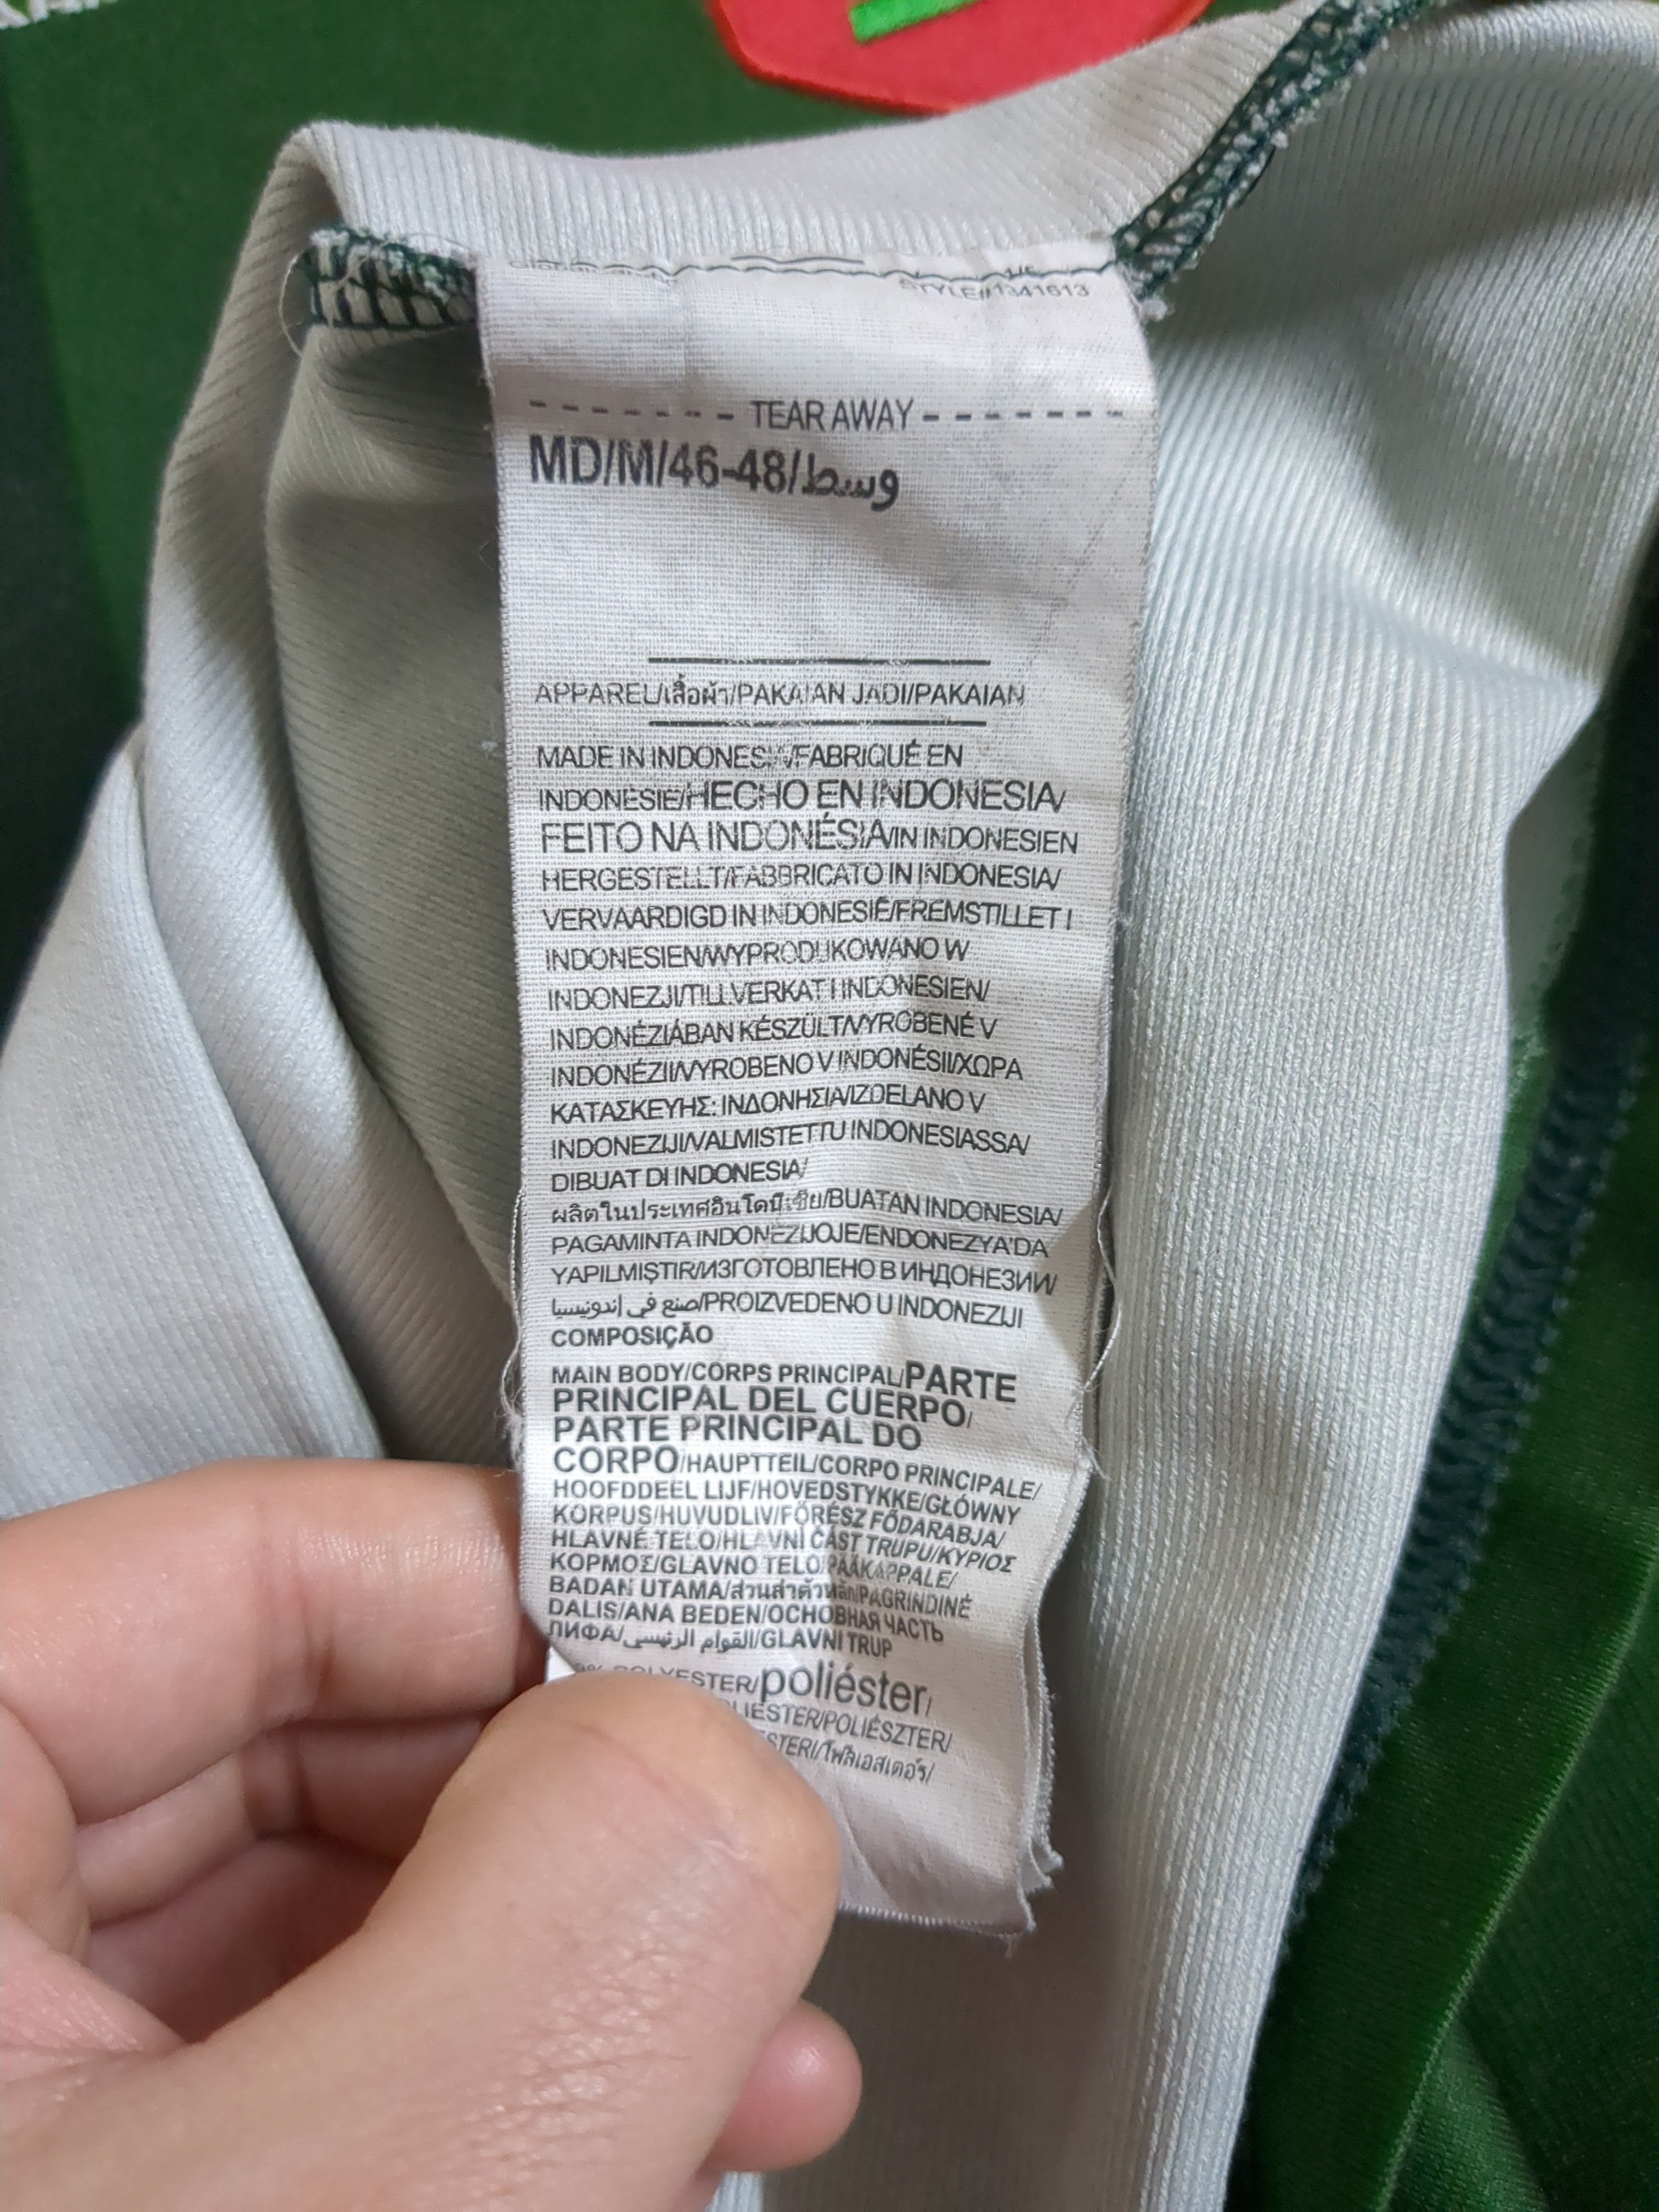 STYLE#1341613
TEAR AWAY
MD/M/46-48/وسط
APPAREL/เสื้อผ้า/PAKAIAN JADI/PAKAIAN
MADE IN INDONESIA/FABRIQUÉ EN
INDONÉSIE/HECHO EN INDONESIA/
FEITO NA INDONÉSIA/IN INDONESIEN
HERGESTELLT/FABBRICATO IN INDONESIA/
VERVAARDIGD IN INDONESIË/FREMSTILLET I
INDONESIEN/WYPRODUKOWANO W
INDONEZJI/TILLVERKAT I INDONESIEN/
INDONÉZIÁBAN KÉSZÜLT/VYROBENÉ V
INDONÉZII/VYROBENO V INDONÉSII/ΧΩΡΑ
ΚΑΤΑΣΚΕΥΗΣ: ΙΝΔΟΝΗΣΙΑ/IZDELANO V
INDONEZIJI/VALMISTETTU INDONESIASSA/
DIBUAT DI INDONESIA/
ผลิตในประเทศอินโดนีเซีย/BUATAN INDONESIA/
PAGAMINTA INDONEZIJOJE/ENDONEZYA'DA
YAPILMIŞTIR/ИЗГОТОВЛЕНО В ИНДОНЕЗИИ/
صنع في إندونيسيا/PROIZVEDENO U INDONEZIJI
COMPOSIÇÃO
MAIN BODY/CORPS PRINCIPAL/PARTE
PRINCIPAL DEL CUERPO/
PARTE PRINCIPAL DO
CORPO/HAUPTTEIL/CORPO PRINCIPALE/
HOOFDDEEL LIJF/HOVEDSTYKKE/GŁÓWNY
KORPUS/HUVUDLIV/FŐRÉSZ FŐDARABJA/
HLAVNÉ TELO/HLAVNÍ ČÁST TRUPU/ΚΥΡΙΟΣ
ΚΟΡΜΟΣ/GLAVNO TELO/PÄÄKAPPALE/
BADAN UTAMA/ส่วนลำตัวหลัก/PAGRINDINĖ
DALIS/ANA BEDEN/ОСНОВНАЯ ЧАСТЬ
ЛИФА/القوام الرئيسي/GLAVNI TRUP
POLYESTER/poliéster/
POLIESTER/POLIÉSZTER/
โพลีเอสเตอร์/